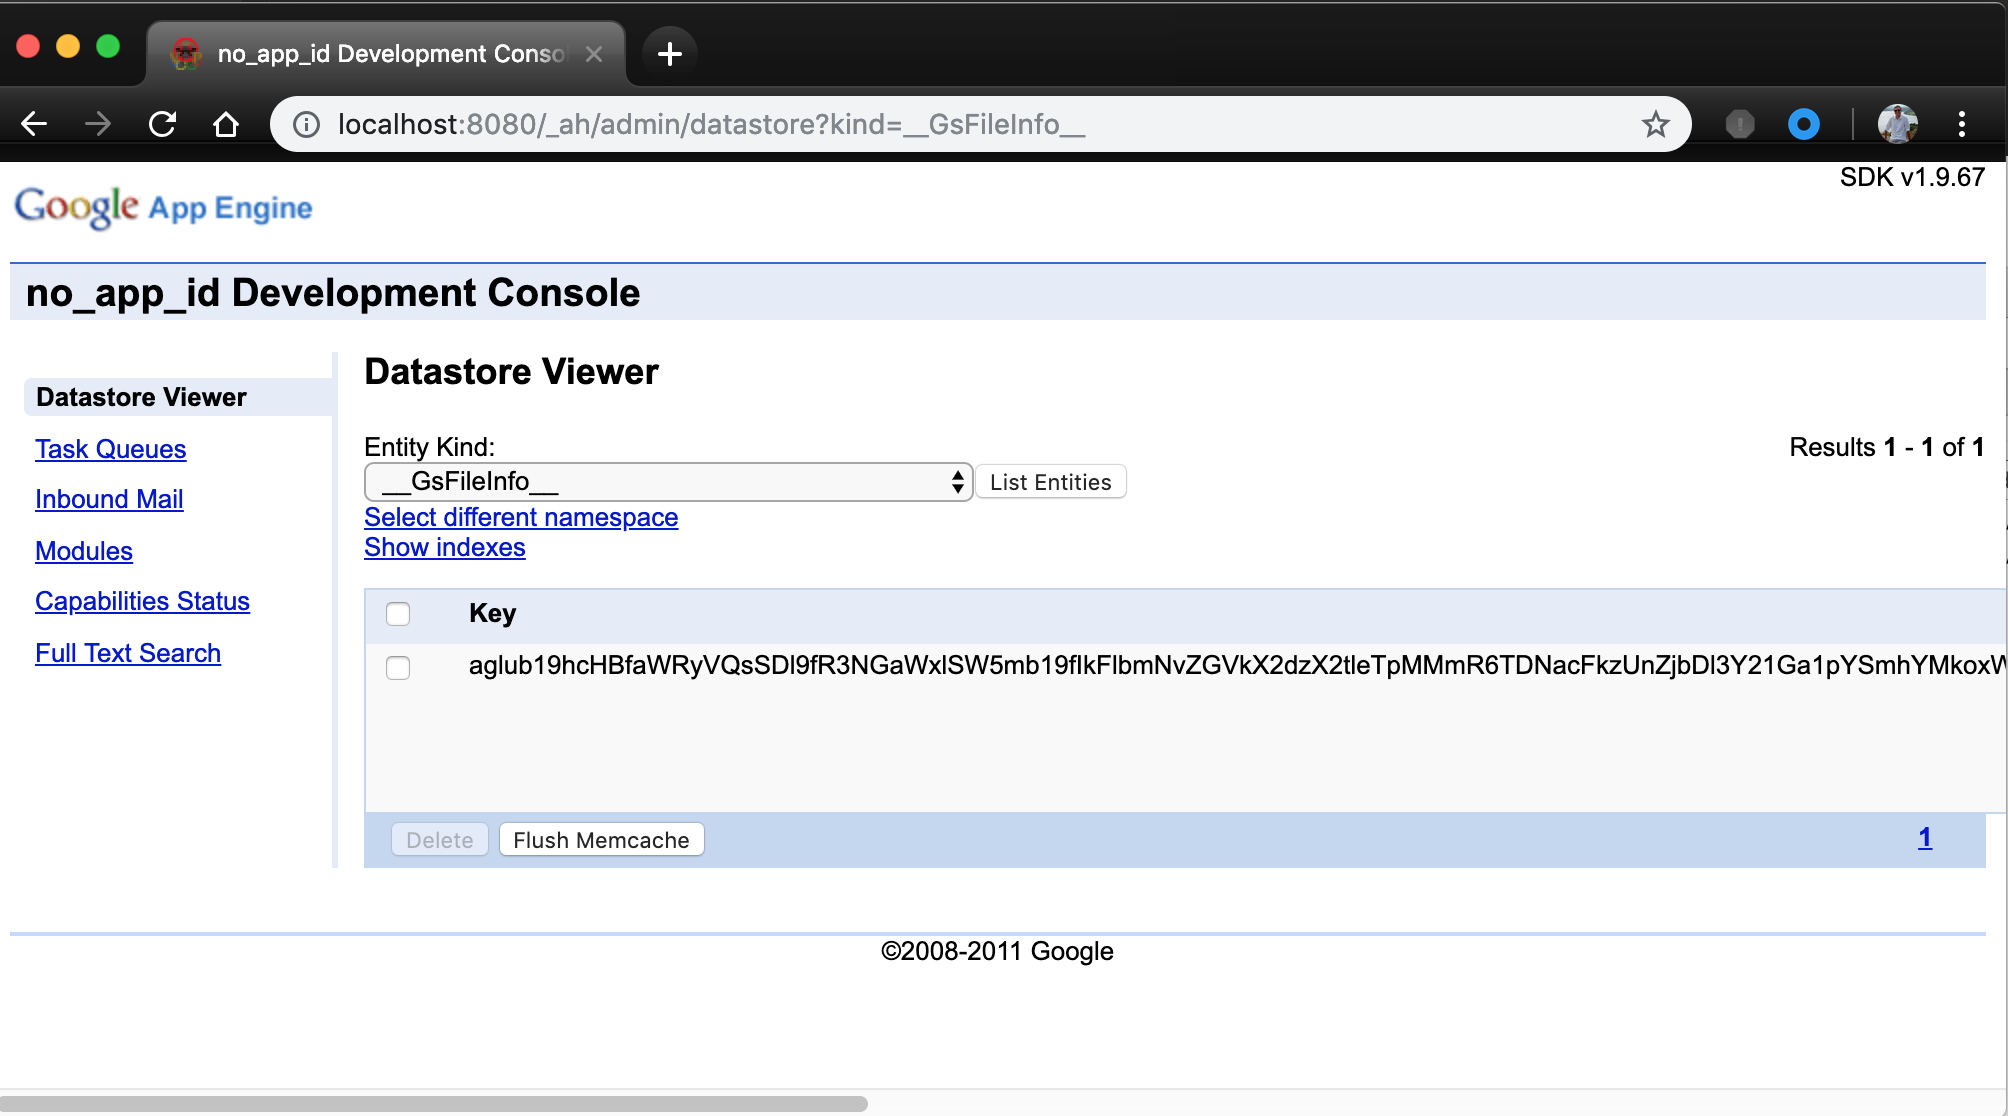 no_app_id Development Conso
localhost:8080/_ah/admin/datastore?kind=__GsFileInfo__
SDK v1.9.67
Google App Engine
no_app_id Development Console
Datastore Viewer
Task Queues
Inbound Mail
Modules
Capabilities Status
Full Text Search
Datastore Viewer
Entity Kind:
Results 1 - 1 of 1
__GsFileInfo__
List Entities
Select different namespace
Show indexes
Key
aglub19hcHBfaWRyVQsSDl9fR3NGaWxlSW5mb19fIkFlbmNvZGVkX2dzX2tleTpMMmR6TDNacFkzUnZjbDl3Y21Ga1pYSmhYMkoxW
Delete
Flush Memcache
1
©2008-2011 Google